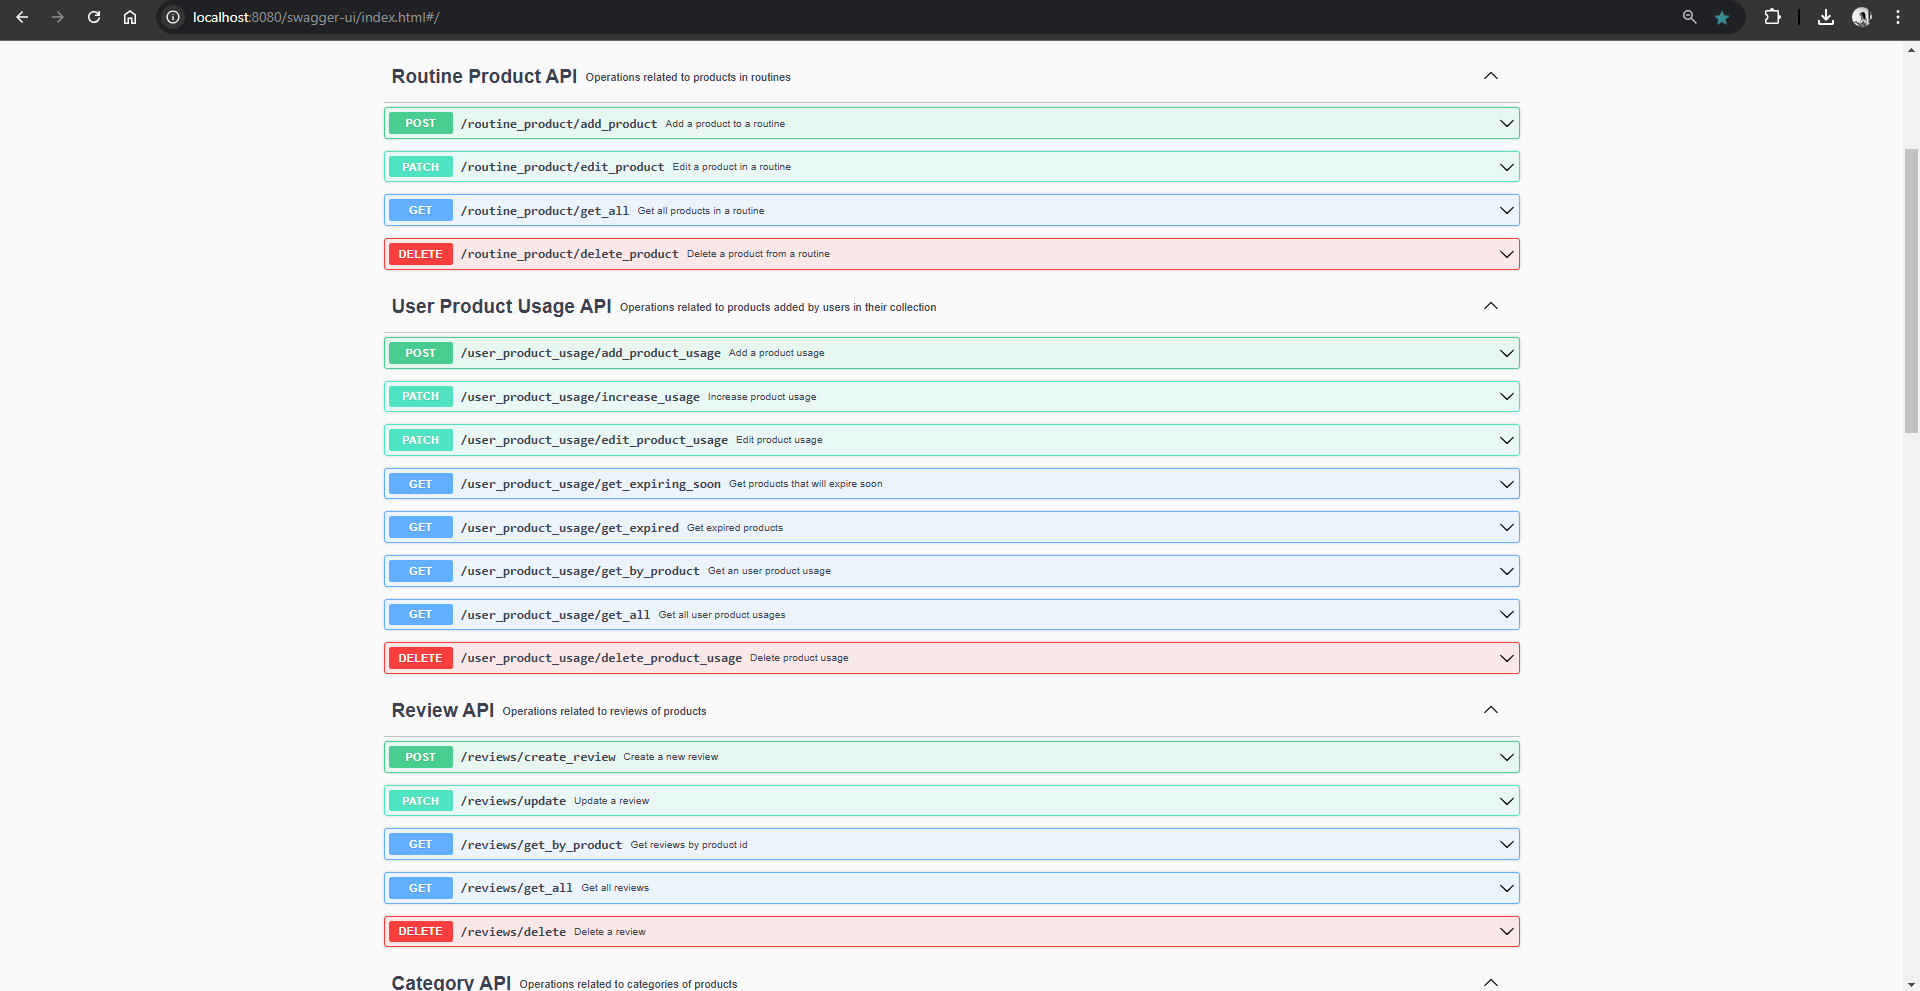 localhost:8080/swagger-ui/index.html#/
Routine Product API Operations related to products in routines
POST /routine_product/add_product Add a product to a routine
PATCH /routine_product/edit_product Edit a product in a routine
GET /routine_product/get_all Get all products in a routine
DELETE /routine_product/delete_product Delete a product from a routine
User Product Usage API Operations related to products added by users in their collection
POST /user_product_usage/add_product_usage Add a product usage
PATCH /user_product_usage/increase_usage Increase product usage
PATCH /user_product_usage/edit_product_usage Edit product usage
GET /user_product_usage/get_expiring_soon Get products that will expire soon
GET /user_product_usage/get_expired Get expired products
GET /user_product_usage/get_by_product Get an user product usage
GET /user_product_usage/get_all Get all user product usages
DELETE /user_product_usage/delete_product_usage Delete product usage
Review API Operations related to reviews of products
POST /reviews/create_review Create a new review
PATCH /reviews/update Update a review
GET /reviews/get_by_product Get reviews by product id
GET /reviews/get_all Get all reviews
DELETE /reviews/delete Delete a review
Category API Operations related to categories of products